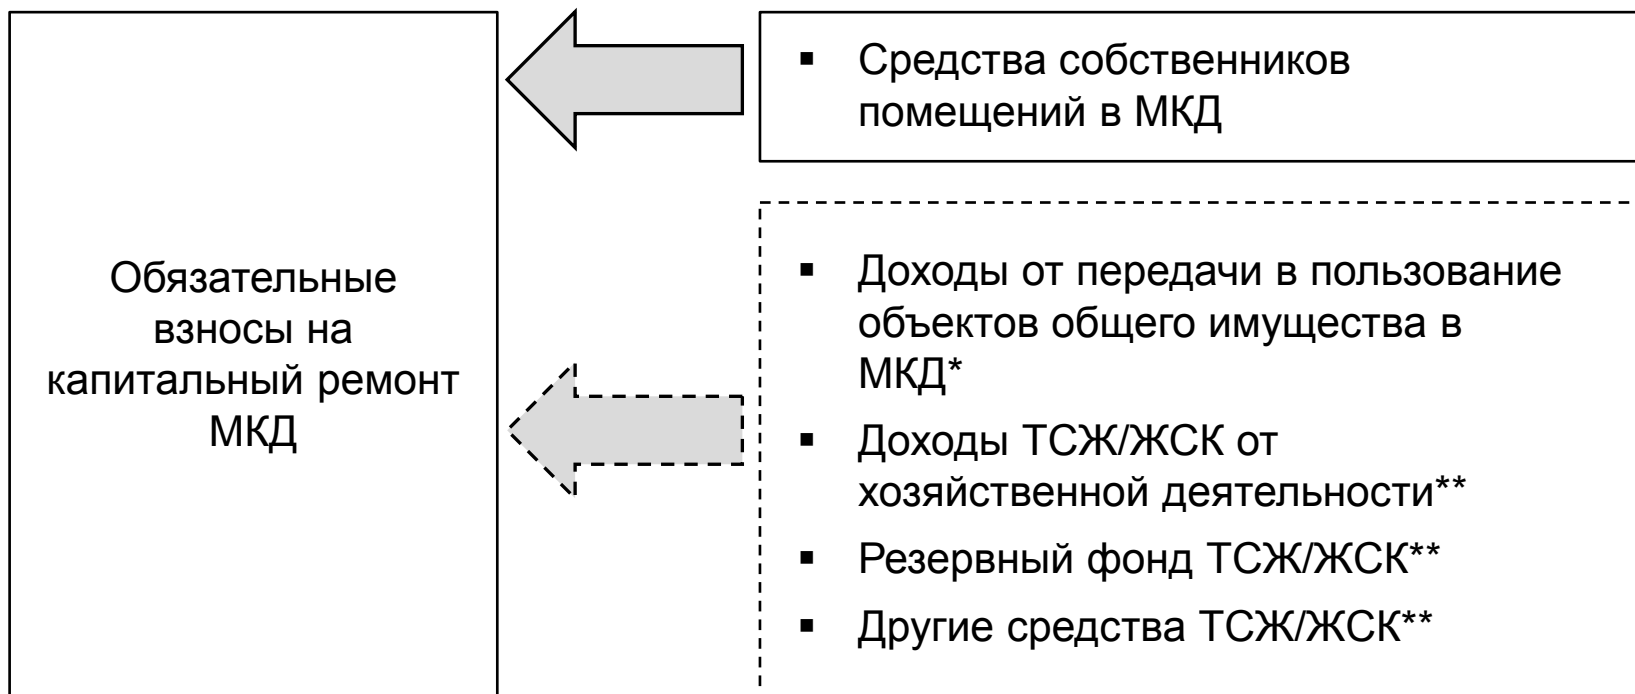 Обязательные
взносы на
капитальный ремонт
МКД
▪ Средства собственников
помещений в МКД
▪ Доходы от передачи в пользование
объектов общего имущества в
МКД*
▪ Доходы ТСЖ/ЖСК от
хозяйственной деятельности**
▪ Резервный фонд ТСЖ/ЖСК**
▪ Другие средства ТСЖ/ЖСК**